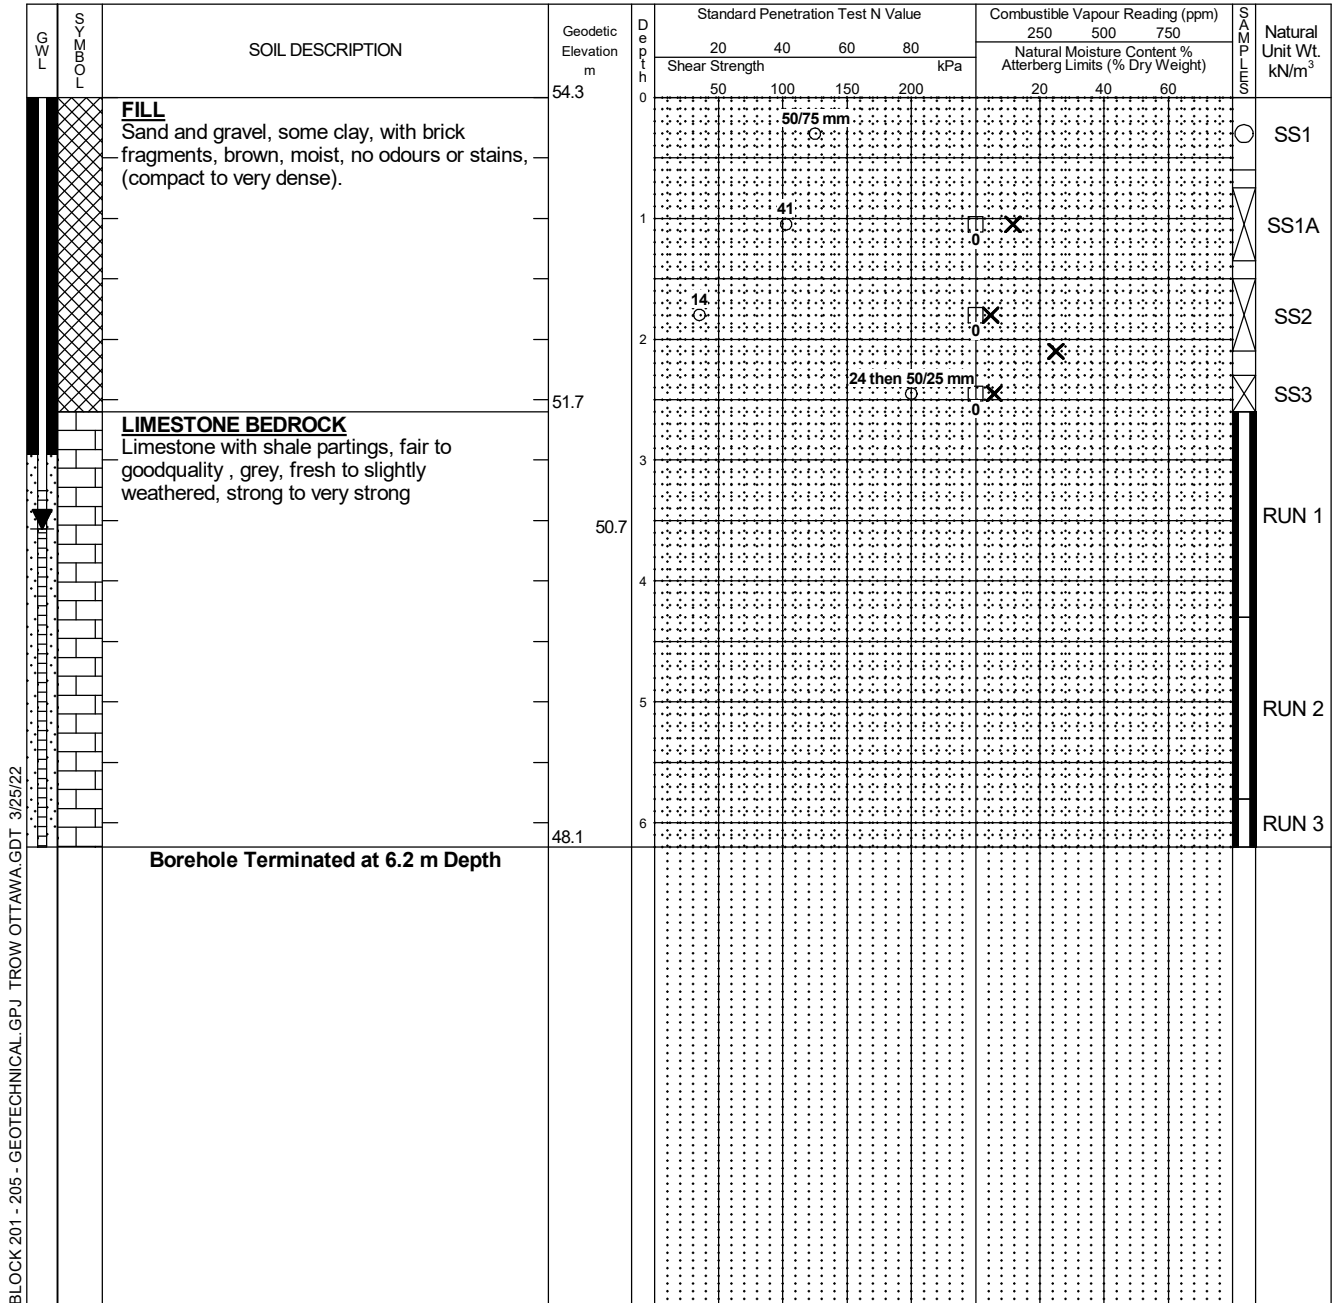 GWL
SYMBOL
SOIL DESCRIPTION
Geodetic
Elevation
m
Depth
Standard Penetration Test N Value
20 40 60 80
Shear Strength kPa
50 100 150 200
Combustible Vapour Reading (ppm)
250 500 750
Natural Moisture Content %
Atterberg Limits (% Dry Weight)
20 40 60
SAMPLES
Natural
Unit Wt.
kN/m³
54.3
0
FILL
Sand and gravel, some clay, with brick
fragments, brown, moist, no odours or stains,
(compact to very dense).
50/75 mm
SS1
41
1
0
SS1A
14
0
SS2
2
24 then 50/25 mm
0
SS3
51.7
LIMESTONE BEDROCK
Limestone with shale partings, fair to
goodquality , grey, fresh to slightly
weathered, strong to very strong
3
50.7
RUN 1
4
5
RUN 2
6
RUN 3
48.1
Borehole Terminated at 6.2 m Depth
BLOCK 201 - 205 - GEOTECHNICAL.GPJ TROW OTTAWA.GDT 3/25/22